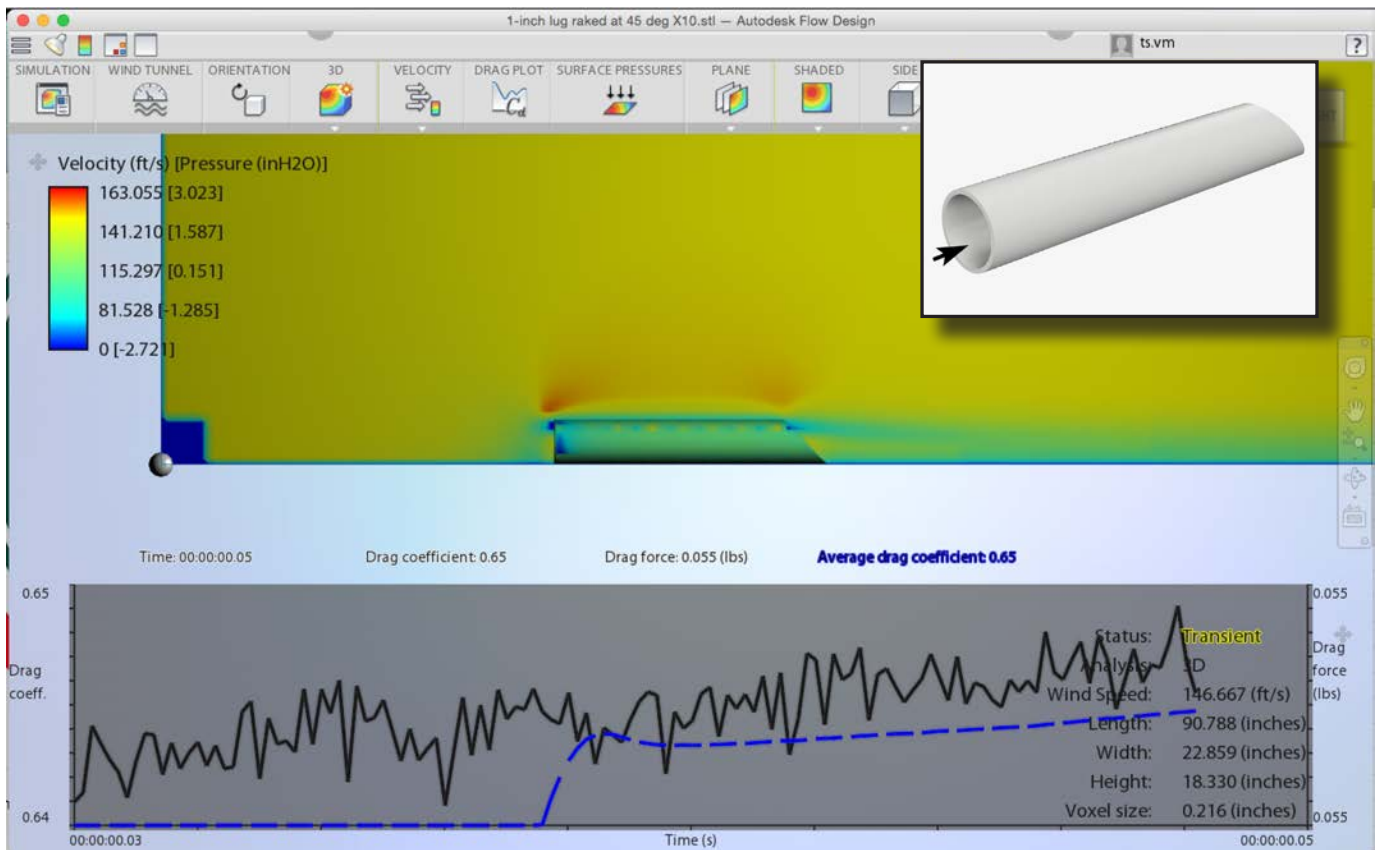 1-inch lug raked at 45 deg X10.stl — Autodesk Flow Design
ts.vm
?
SIMULATION WIND TUNNEL ORIENTATION 3D VELOCITY DRAG PLOT SURFACE PRESSURES PLANE SHADED SIDE
Velocity (ft/s) [Pressure (inH2O)]
163.055 [3.023]
141.210 [1.587]
115.297 [0.151]
81.528 [-1.285]
0 [-2.721]
Time: 00:00:00.05 Drag coefficient: 0.65 Drag force: 0.055 (lbs) Average drag coefficient: 0.65
0.65 0.055
Status: Transient
Drag Analysis: 3D Drag
coeff. force
Wind Speed: 146.667 (ft/s) (lbs)
Length: 90.788 (inches)
Width: 22.859 (inches)
Height: 18.330 (inches)
Voxel size: 0.216 (inches)
0.64 0.055
00:00:00.03 Time (s) 00:00:00.05